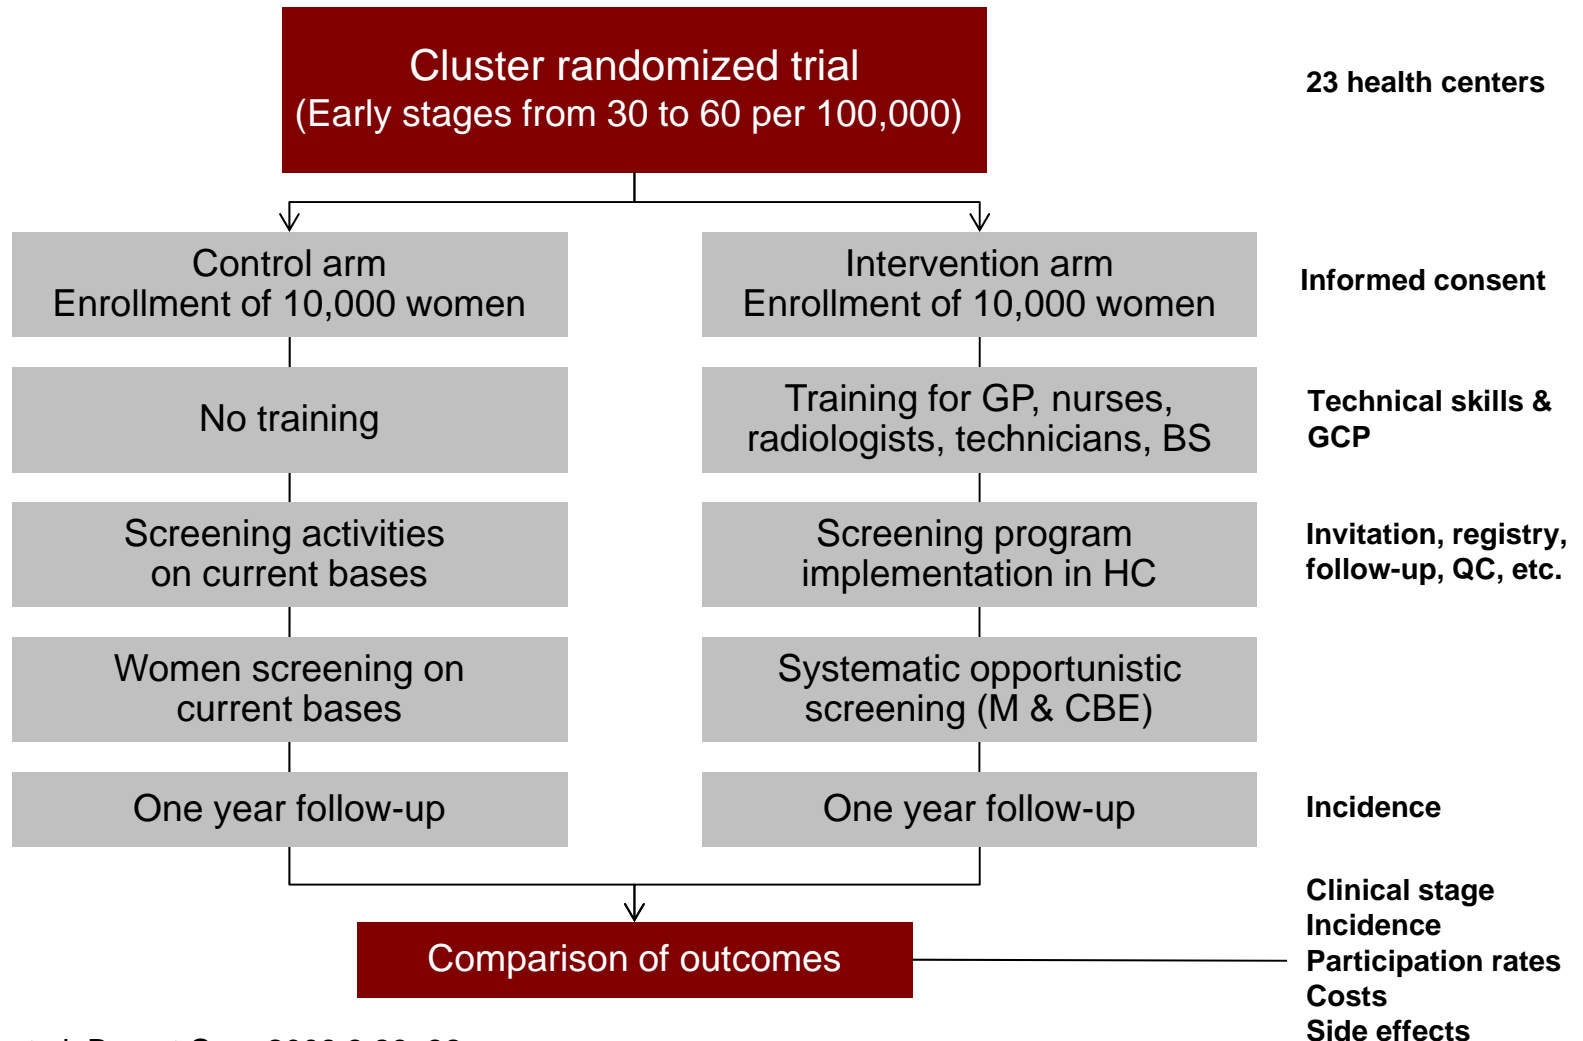 Cluster randomized trial
(Early stages from 30 to 60 per 100,000)
23 health centers
Control arm
Enrollment of 10,000 women
Intervention arm
Enrollment of 10,000 women
Informed consent
No training
Training for GP, nurses,
radiologists, technicians, BS
Technical skills &
GCP
Screening activities
on current bases
Screening program
implementation in HC
Invitation, registry,
follow-up, QC, etc.
Women screening on
current bases
Systematic opportunistic
screening (M & CBE)
One year follow-up
One year follow-up
Incidence
Comparison of outcomes
Clinical stage
Incidence
Participation rates
Costs
Side effects